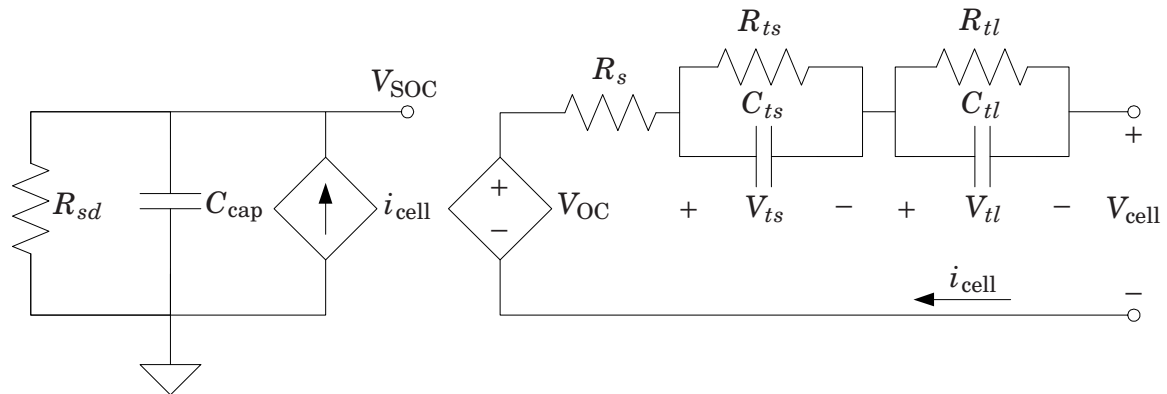 R_ts
R_tl
R_s
V_SOC
C_ts
C_tl
+
R_sd
C_cap
i_cell
+
−
V_OC
+ V_ts − + V_tl −
V_cell
i_cell
−